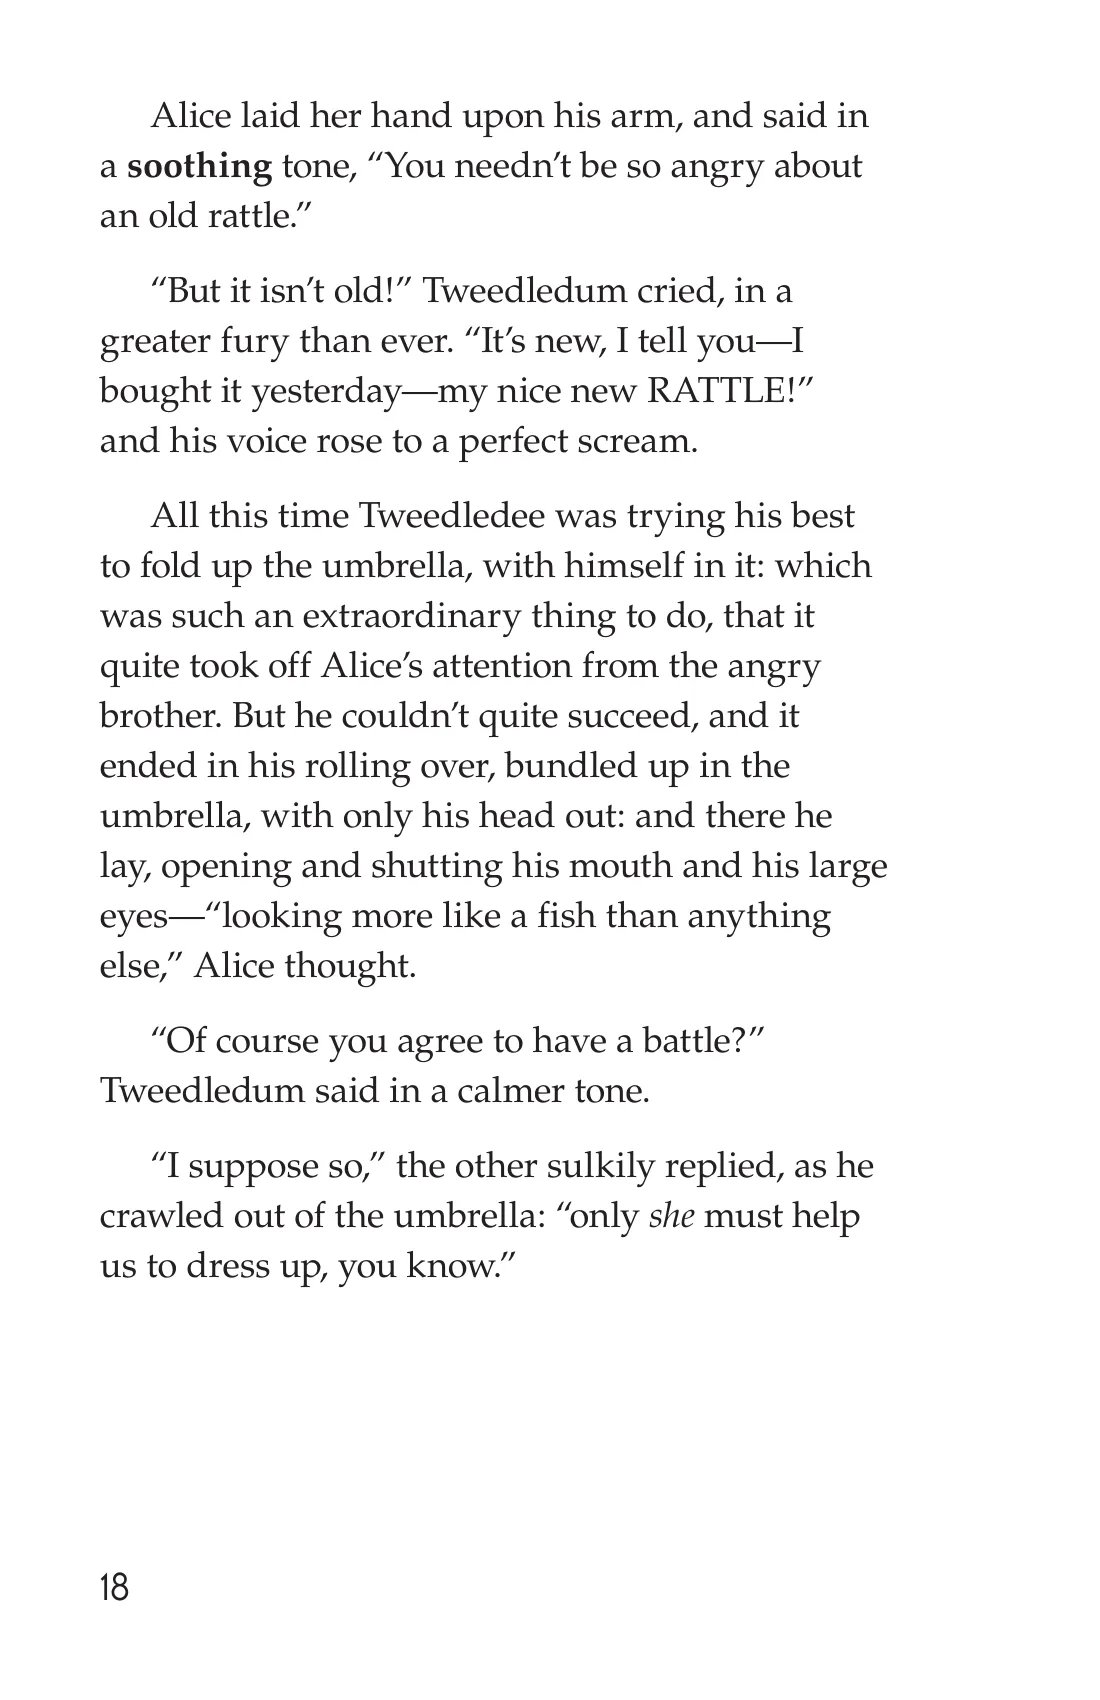 Alice laid her hand upon his arm, and said in
a soothing tone, “You needn’t be so angry about
an old rattle.”
“But it isn’t old!” Tweedledum cried, in a
greater fury than ever. “It’s new, I tell you—I
bought it yesterday—my nice new RATTLE!”
and his voice rose to a perfect scream.
All this time Tweedledee was trying his best
to fold up the umbrella, with himself in it: which
was such an extraordinary thing to do, that it
quite took off Alice’s attention from the angry
brother. But he couldn’t quite succeed, and it
ended in his rolling over, bundled up in the
umbrella, with only his head out: and there he
lay, opening and shutting his mouth and his large
eyes—“looking more like a fish than anything
else,” Alice thought.
“Of course you agree to have a battle?”
Tweedledum said in a calmer tone.
“I suppose so,” the other sulkily replied, as he
crawled out of the umbrella: “only she must help
us to dress up, you know.”
18